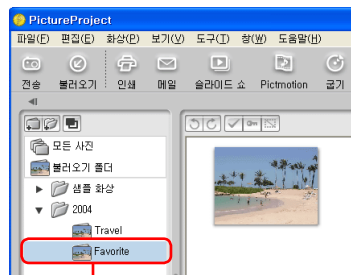 PictureProject
파일(F) 편집(E) 화상(P) 보기(V) 도구(T) 창(W) 도움말(H)
전송 불러오기 인쇄 메일 슬라이드 쇼 Pictmotion 굽기
모든 사진
불러오기 폴더
샘플 화상
2004
Travel
Favorite